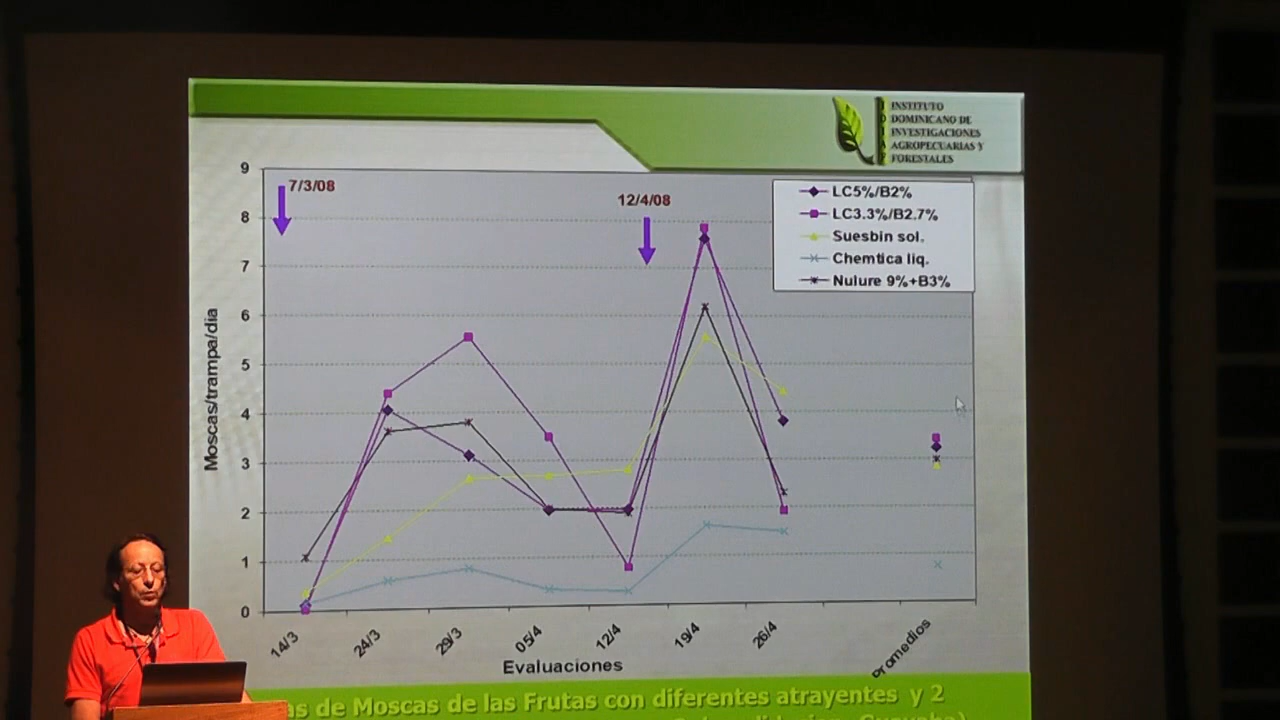 INSTITUTO
DOMINICANO DE
INVESTIGACIONES
AGROPECUARIAS Y
FORESTALES
9
8
7
6
5
4
3
2
1
0
Moscas/trampa/dia
7/3/08
12/4/08
LC5%/B2%
LC3.3%/B2.7%
Suesbin sol.
Chemtica liq.
Nulure 9%+B3%
14/3
24/3
29/3
05/4
12/4
19/4
26/4
Promedios
Evaluaciones
as de Moscas de las Frutas con diferentes atrayentes y 2